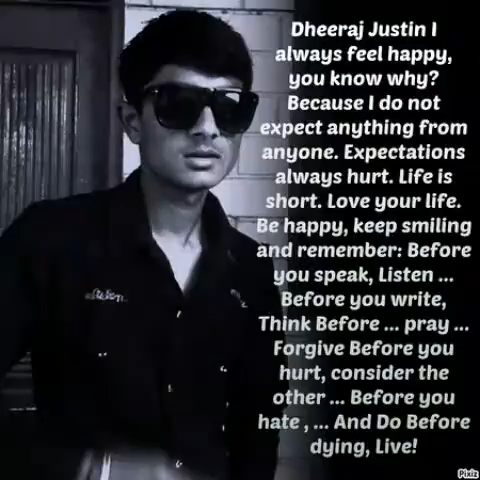 Dheeraj Justin I
always feel happy,
you know why?
Because I do not
expect anything from
anyone. Expectations
always hurt. Life is
short. Love your life.
Be happy, keep smiling
and remember: Before
you speak, Listen ...
Before you write,
Think Before ... pray ...
Forgive Before you
hurt, consider the
other ... Before you
hate , ... And Do Before
dying, Live!
Pixiz